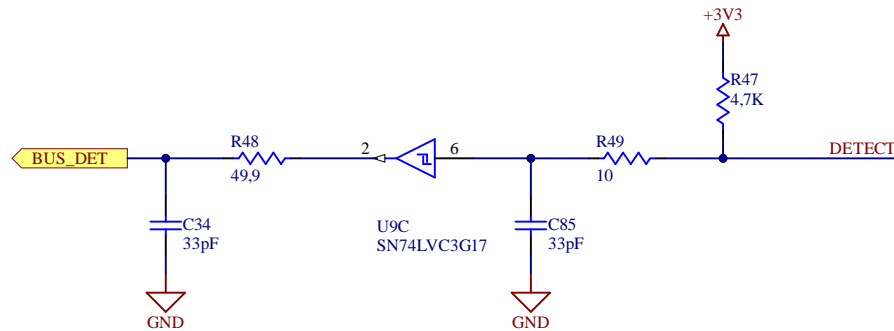 +3V3
R47
4,7K
R48
2
6
R49
BUS_DET
DETECT
49,9
10
C34
33pF
U9C
SN74LVC3G17
C85
33pF
GND
GND